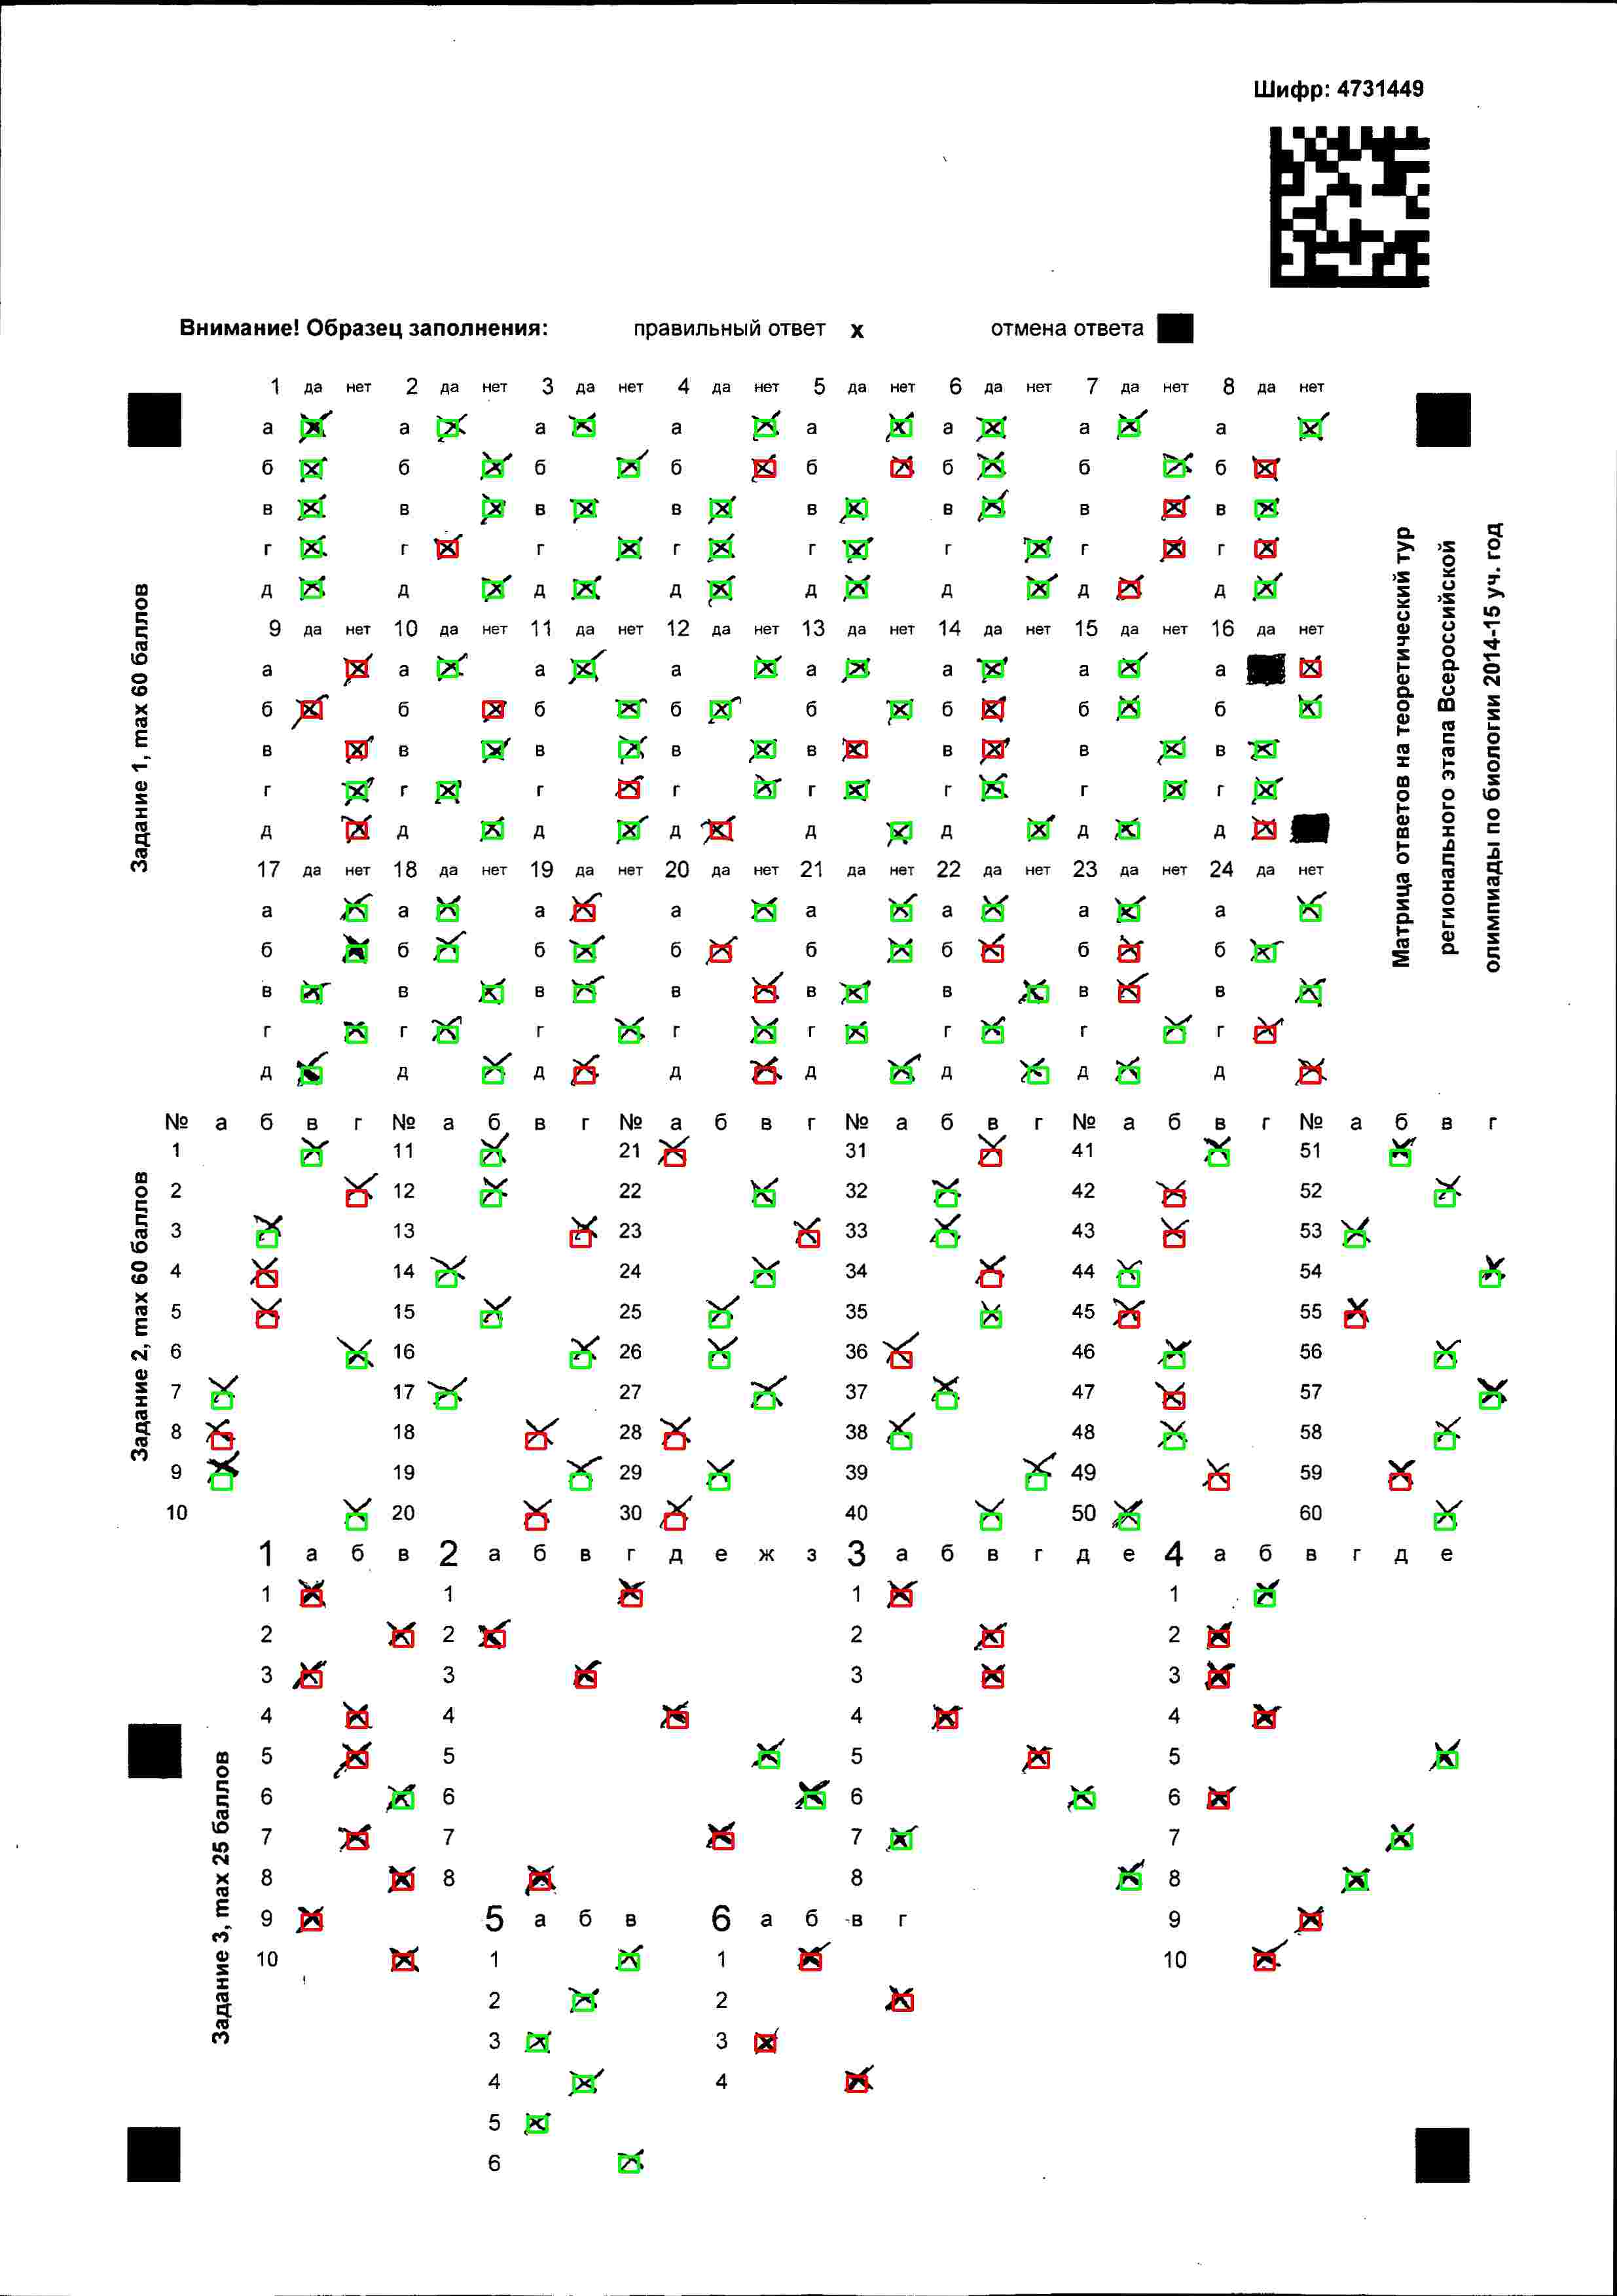 Шифр: 4731449
Внимание! Образец заполнения: правильный ответ x отмена ответа
1 да нет 2 да нет 3 да нет 4 да нет 5 да нет 6 да нет 7 да нет 8 да нет
а а а а а а а а
б б б б б б б б
в в в в в в в в
г г г г г г г г
д д д д д д д д
9 да нет 10 да нет 11 да нет 12 да нет 13 да нет 14 да нет 15 да нет 16 да нет
а а а а а а а а
б б б б б б б б
в в в в в в в в
г г г г г г г г
д д д д д д д д
17 да нет 18 да нет 19 да нет 20 да нет 21 да нет 22 да нет 23 да нет 24 да нет
а а а а а а а а
б б б б б б б б
в в в в в в в в
г г г г г г г г
д д д д д д д д
Задание 1, max 60 баллов
Матрица ответов на теоретический тур
регионального этапа Всероссийской
олимпиады по биологии 2014-15 уч. год
№ а б в г № а б в г № а б в г № а б в г № а б в г № а б в г
1 11 21 31 41 51
2 12 22 32 42 52
3 13 23 33 43 53
4 14 24 34 44 54
5 15 25 35 45 55
6 16 26 36 46 56
7 17 27 37 47 57
8 18 28 38 48 58
9 19 29 39 49 59
10 20 30 40 50 60
Задание 2, max 60 баллов
1 а б в 2 а б в г д е ж з 3 а б в г д е 4 а б в г д е
1 1 1 1
2 2 2 2
3 3 3 3
4 4 4 4
5 5 5 5
6 6 6 6
7 7 7 7
8 8 8 8
9 5 а б в 6 а б в г 9
10 1 1 10
2 2
3 3
4 4
5
6
Задание 3, max 25 баллов